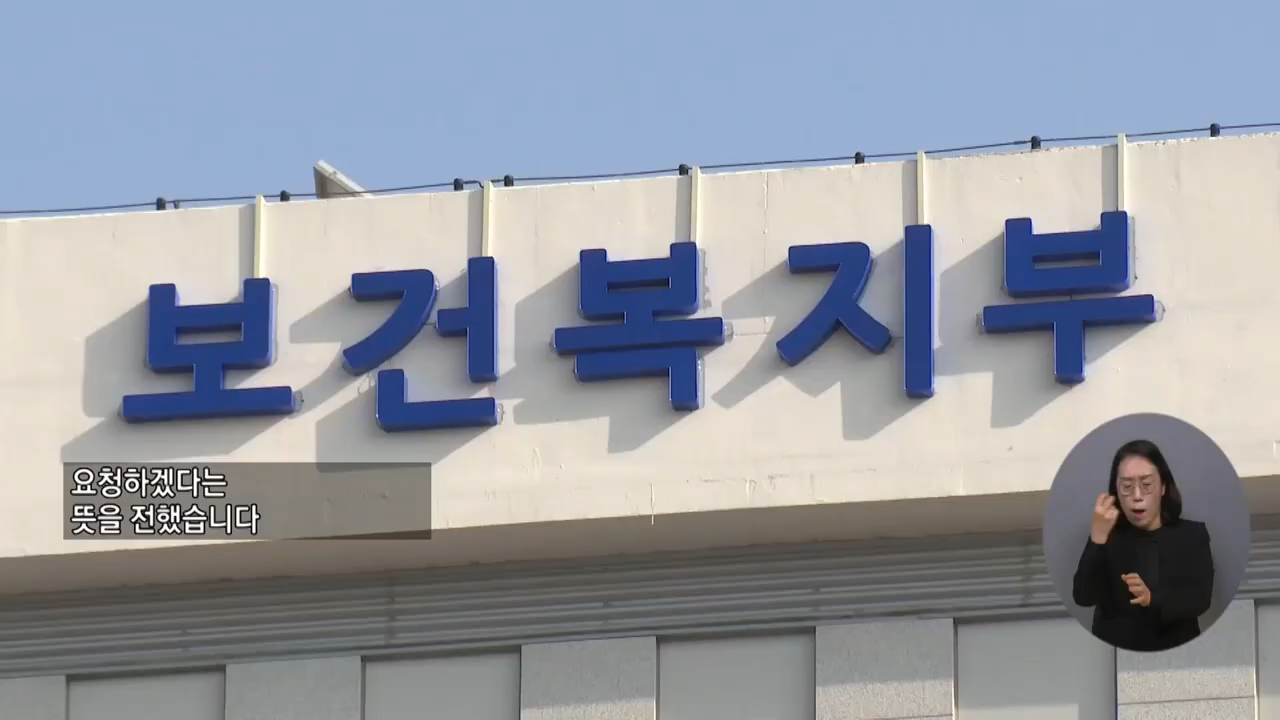 보건복지부
요청하겠다는
뜻을 전했습니다